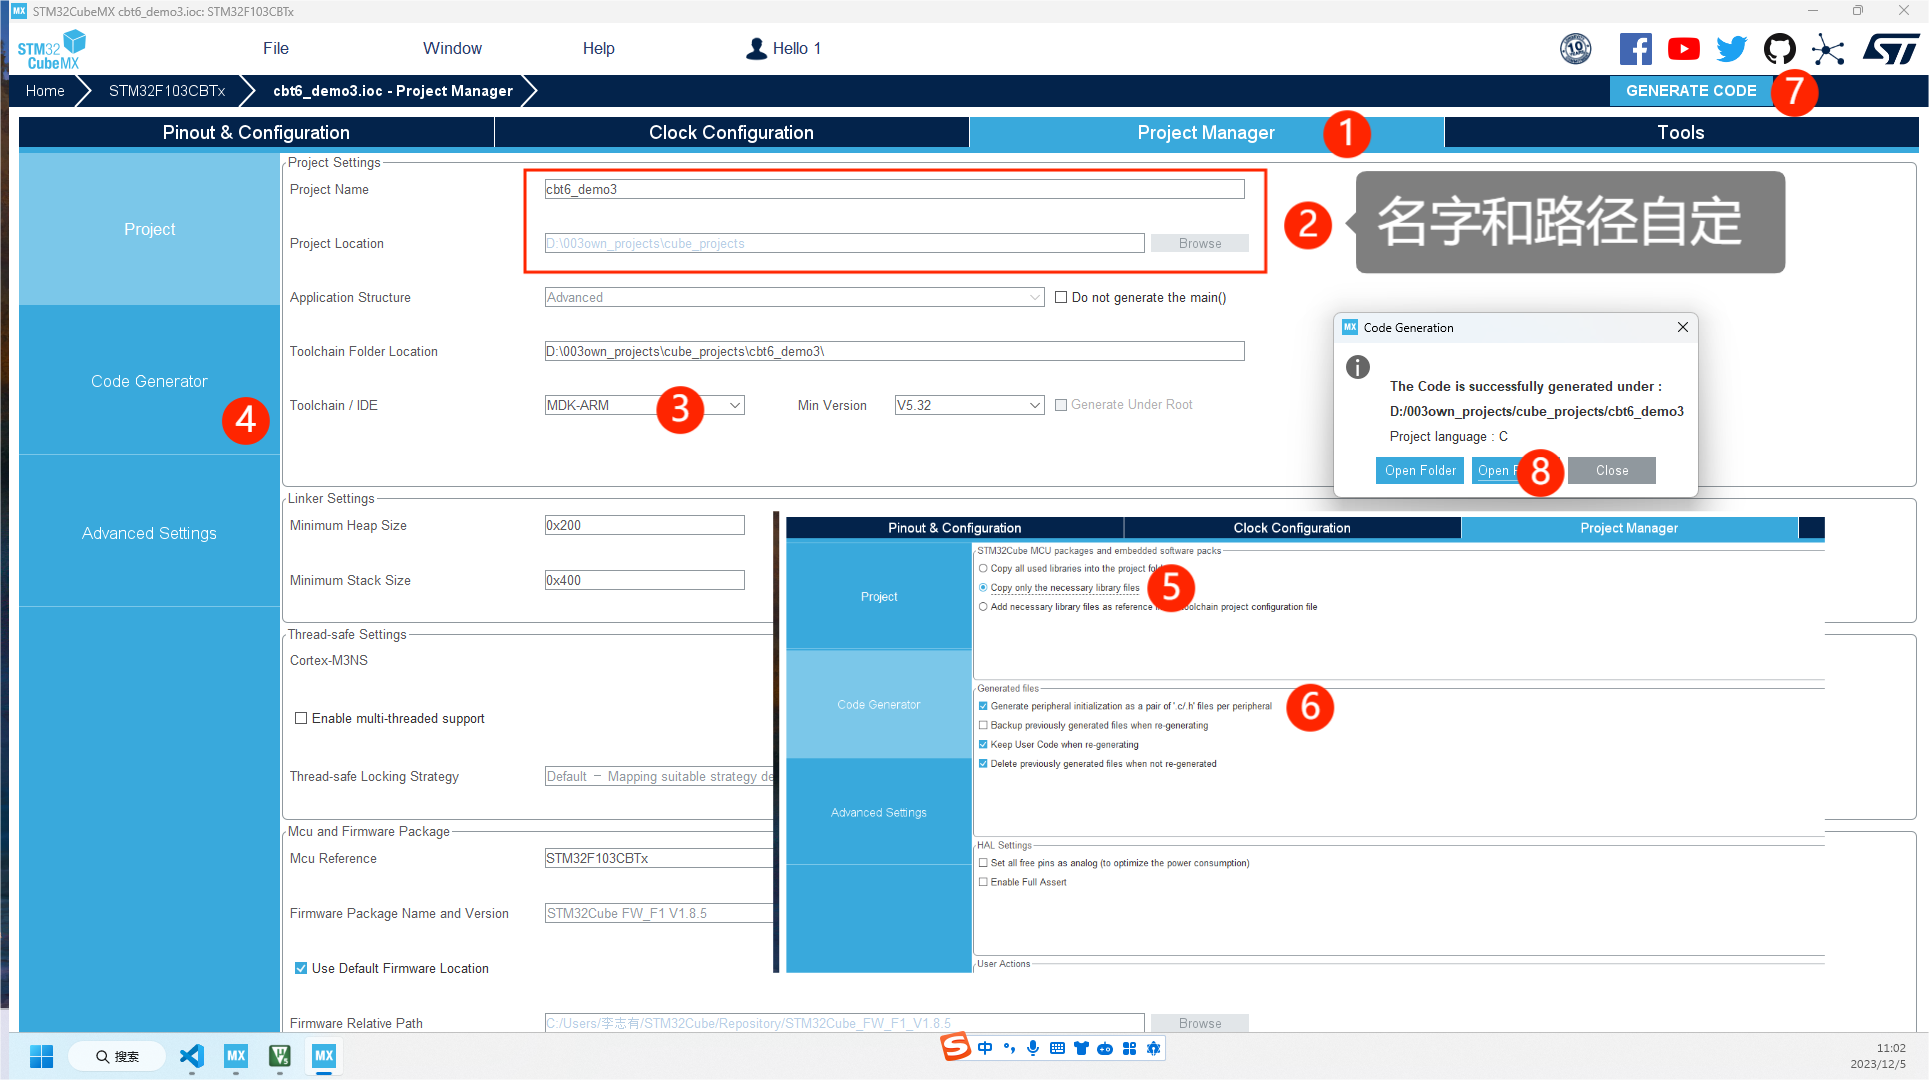 STM32CubeMX cbt6_demo3.ioc: STM32F103CBTx
STM32
CubeMX
File
Window
Help
Hello 1
10
Home
STM32F103CBTx
cbt6_demo3.ioc - Project Manager
GENERATE CODE
7
Pinout & Configuration
Clock Configuration
Project Manager
1
Tools
Project
Code Generator
4
Advanced Settings
Project Settings
Project Name
cbt6_demo3
Project Location
D:\003own_projects\cube_projects
Browse
2
名字和路径自定
Application Structure
Advanced
Do not generate the main()
Toolchain Folder Location
D:\003own_projects\cube_projects\cbt6_demo3\
Toolchain / IDE
MDK-ARM
3
Min Version
V5.32
Generate Under Root
Code Generation
The Code is successfully generated under :
D:/003own_projects/cube_projects/cbt6_demo3
Project language : C
Open Folder
Open
8
Close
Linker Settings
Minimum Heap Size
0x200
Minimum Stack Size
0x400
Thread-safe Settings
Cortex-M3NS
Enable multi-threaded support
Thread-safe Locking Strategy
Default － Mapping suitable strategy de
Mcu and Firmware Package
Mcu Reference
STM32F103CBTx
Firmware Package Name and Version
STM32Cube FW_F1 V1.8.5
Use Default Firmware Location
Firmware Relative Path
C:/Users/李志有/STM32Cube/Repository/STM32Cube_FW_F1_V1.8.5
Browse
Pinout & Configuration
Clock Configuration
Project Manager
Project
Code Generator
Advanced Settings
STM32Cube MCU packages and embedded software packs
Copy all used libraries into the project
Copy only the necessary library files
5
Add necessary library files as reference
toolchain project configuration file
Generated files
Generate peripheral initialization as a pair of '.c/.h' files per peripheral
6
Backup previously generated files when re-generating
Keep User Code when re-generating
Delete previously generated files when not re-generated
HAL Settings
Set all free pins as analog (to optimize the power consumption)
Enable Full Assert
User Actions
搜索
MX
MX
中
11:02
2023/12/5